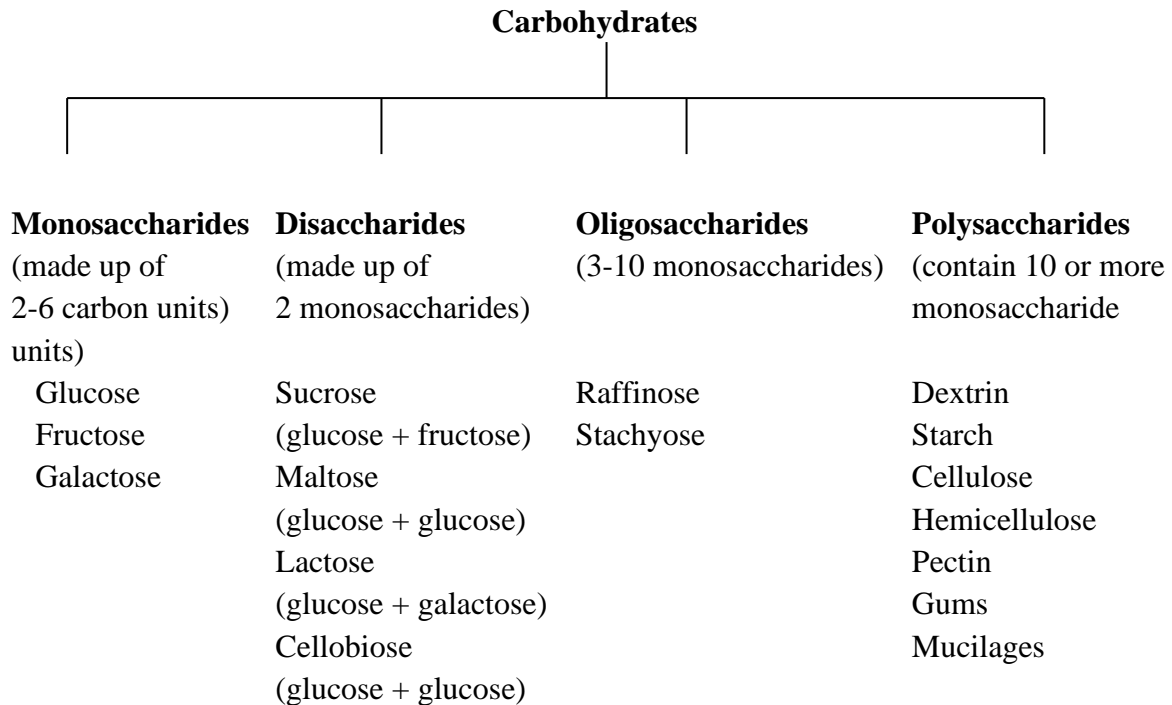 Carbohydrates
Monosaccharides
(made up of
2-6 carbon units)
units)
Glucose
Fructose
Galactose
Disaccharides
(made up of
2 monosaccharides)
Sucrose
(glucose + fructose)
Maltose
(glucose + glucose)
Lactose
(glucose + galactose)
Cellobiose
(glucose + glucose)
Oligosaccharides
(3-10 monosaccharides)
Raffinose
Stachyose
Polysaccharides
(contain 10 or more
monosaccharide
Dextrin
Starch
Cellulose
Hemicellulose
Pectin
Gums
Mucilages